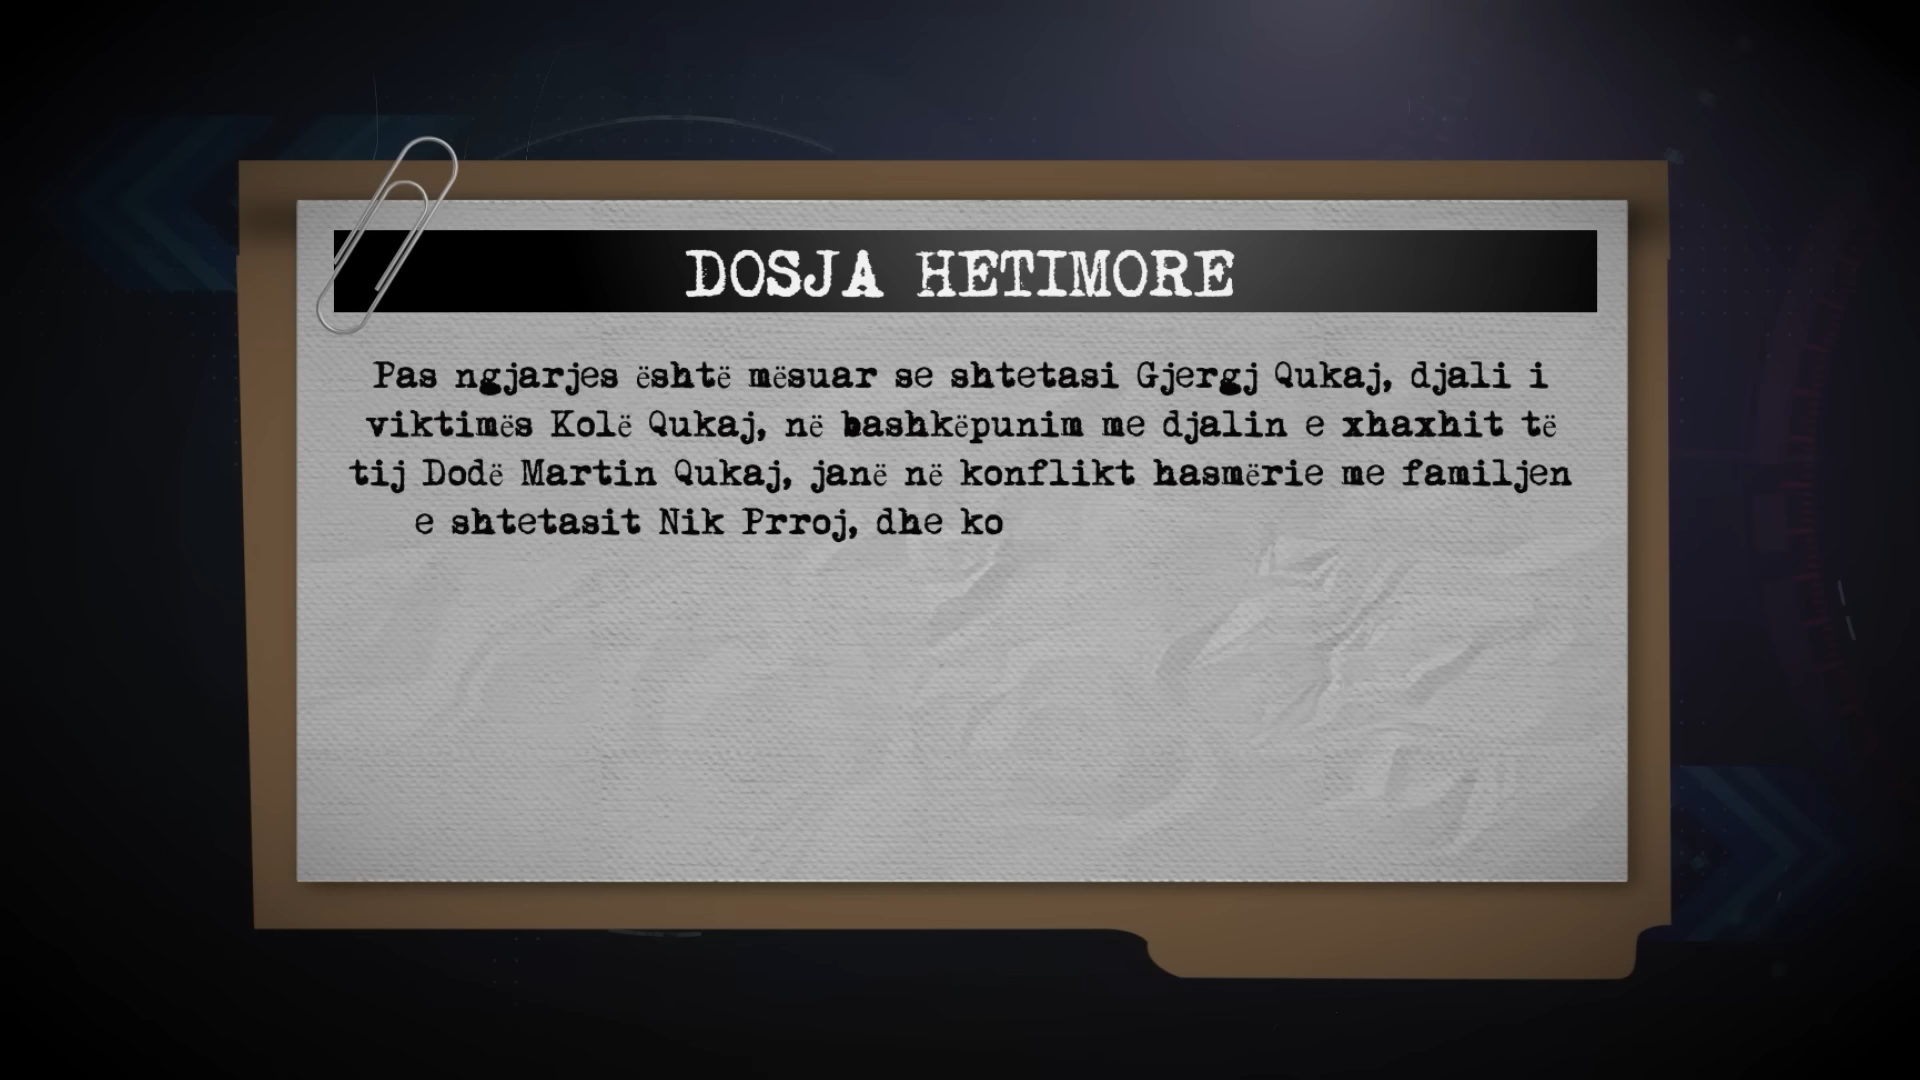 DOSJA HETIMORE
Pas ngjarjes është mësuar se shtetasi Gjergj Qukaj, djali i
viktimës Kolë Qukaj, në bashkëpunim me djalin e xhaxhit të
tij Dodë Martin Qukaj, janë në konflikt hasmërie me familjen
e shtetasit Nik Prroj, dhe ko